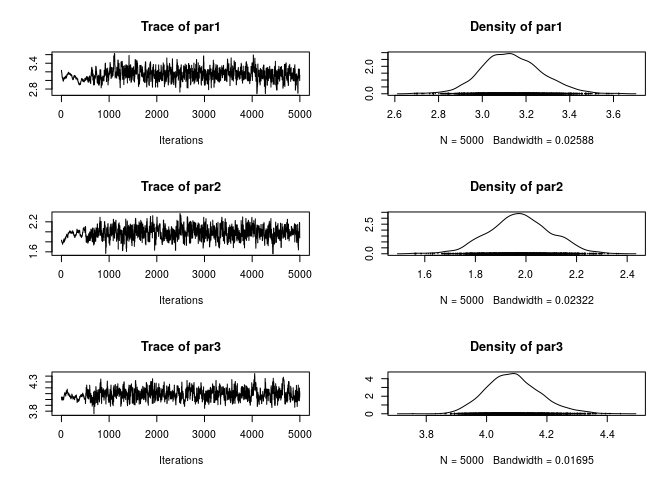 Trace of par1
2.8 3.4
0 1000 2000 3000 4000 5000
Iterations
Density of par1
0.0 2.0
2.6 2.8 3.0 3.2 3.4 3.6
N = 5000 Bandwidth = 0.02588
Trace of par2
1.6 2.2
0 1000 2000 3000 4000 5000
Iterations
Density of par2
0.0 2.5
1.6 1.8 2.0 2.2 2.4
N = 5000 Bandwidth = 0.02322
Trace of par3
3.8 4.3
0 1000 2000 3000 4000 5000
Iterations
Density of par3
0 2 4
3.8 4.0 4.2 4.4
N = 5000 Bandwidth = 0.01695